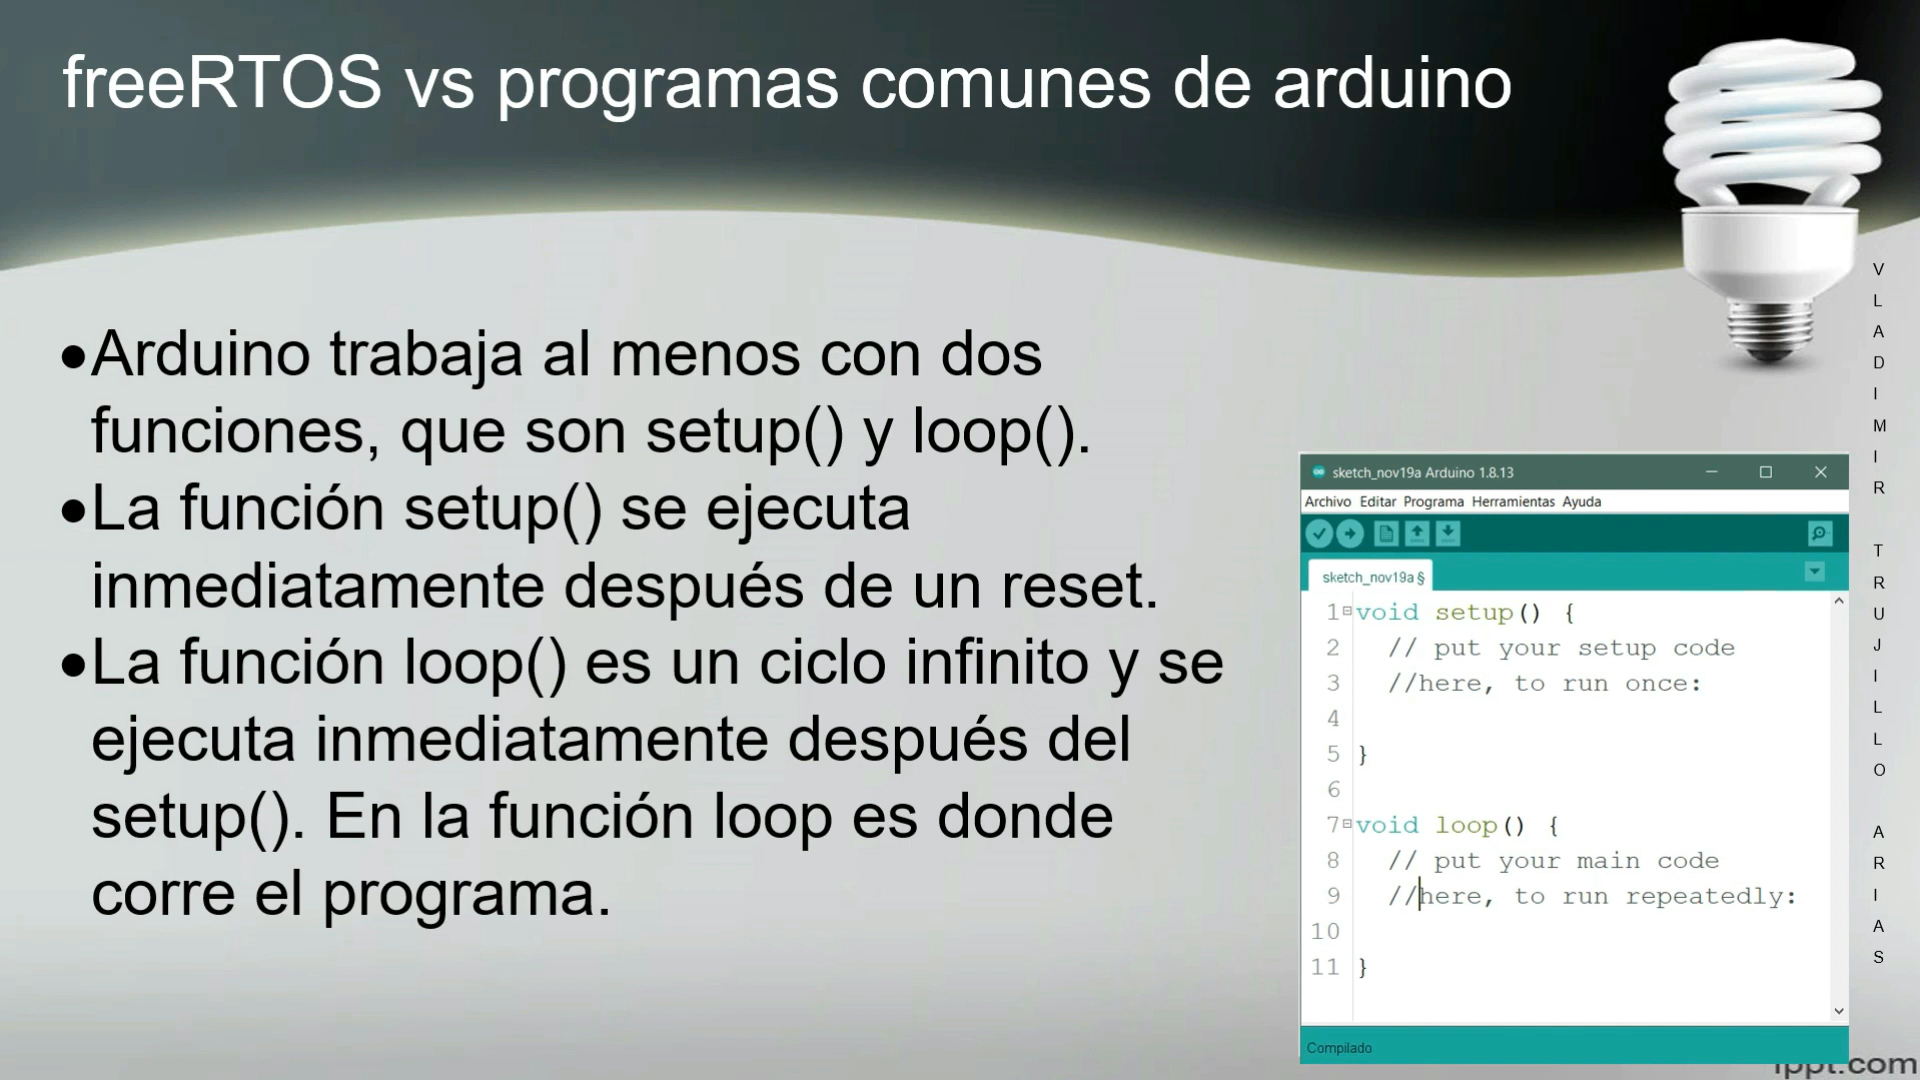 freeRTOS vs programas comunes de arduino
•Arduino trabaja al menos con dos
funciones, que son setup() y loop().
•La función setup() se ejecuta
inmediatamente después de un reset.
•La función loop() es un ciclo infinito y se
ejecuta inmediatamente después del
setup(). En la función loop es donde
corre el programa.
sketch_nov19a Arduino 1.8.13
Archivo Editar Programa Herramientas Ayuda
sketch_nov19a §
1 void setup() {
2 // put your setup code
3 //here, to run once:
4
5 }
6
7 void loop() {
8 // put your main code
9 //here, to run repeatedly:
10
11 }
Compilado
VLADIMIR TRUJILLO ARIAS
fppt.com